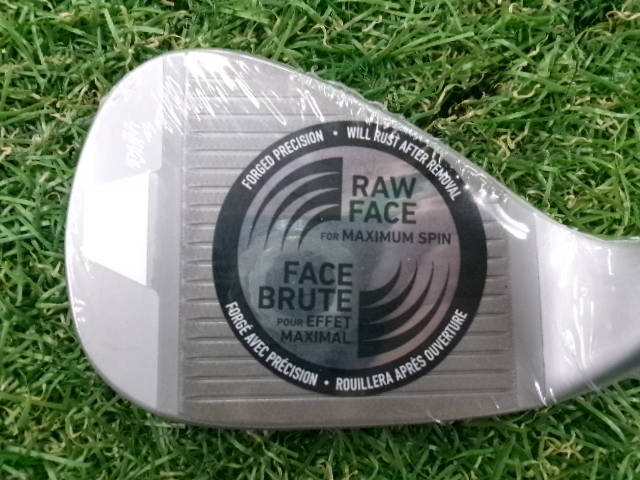 FORGED PRECISION • WILL RUST AFTER REMOVAL
RAW
FACE
FOR MAXIMUM SPIN
FACE
BRUTE
POUR EFFET
MAXIMAL
FORGÉ AVEC PRÉCISION • ROUILLERA APRÈS OUVERTURE